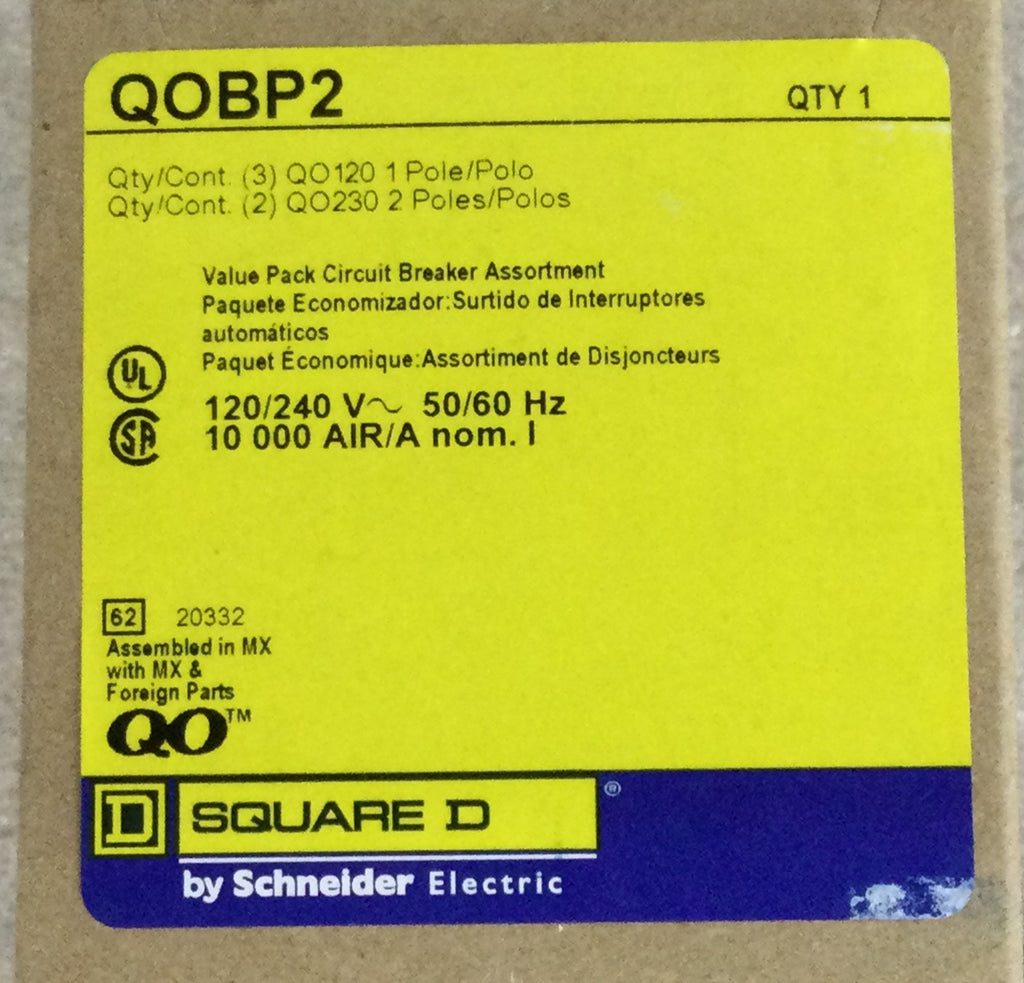 QOBP2 QTY 1
Qty/Cont. (3) QO120 1 Pole/Polo
Qty/Cont. (2) QO230 2 Poles/Polos
Value Pack Circuit Breaker Assortment
Paquete Economizador:Surtido de Interruptores
automáticos
Paquet Économique:Assortiment de Disjoncteurs
UL
120/240 V~ 50/60 Hz
SA
10 000 AIR/A nom. I
62 20332
Assembled in MX
with MX &
Foreign Parts
QO™
D SQUARE D ®
by Schneider Electric